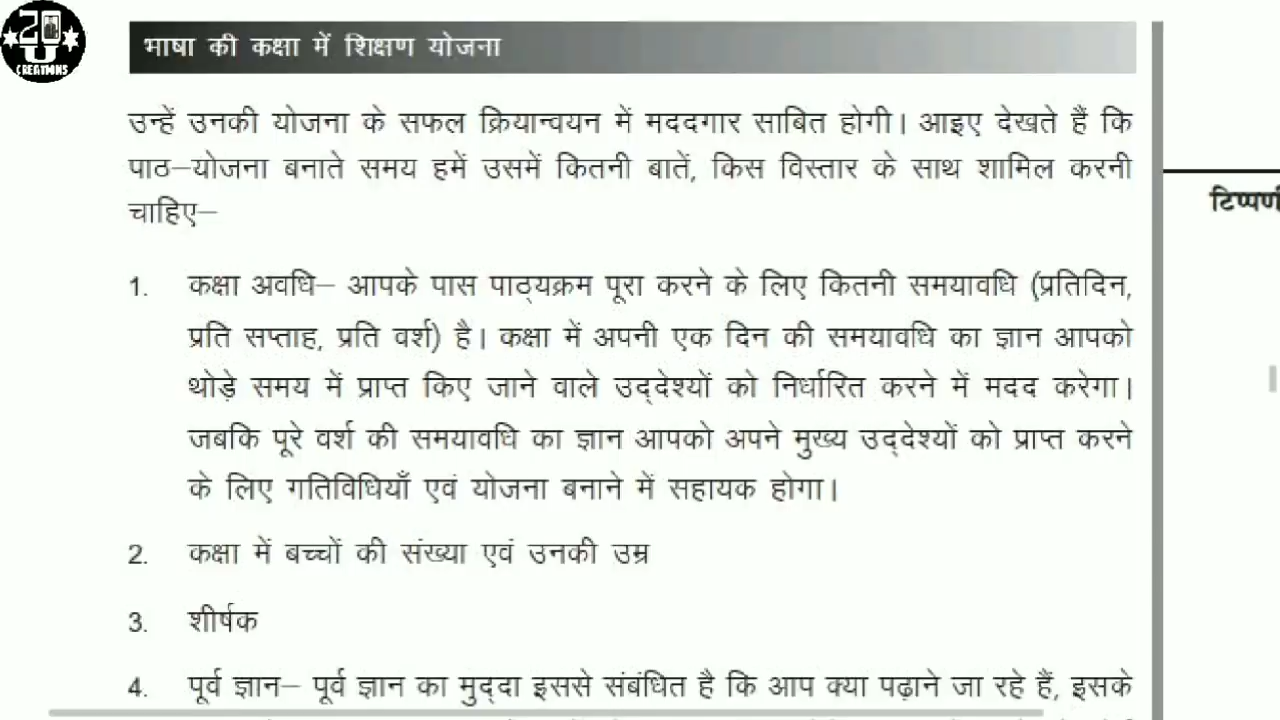 20
U
CREATIONS
भाषा की कक्षा में शिक्षण योजना
उन्हें उनकी योजना के सफल क्रियान्वयन में मददगार साबित होगी। आइए देखते हैं कि
पाठ–योजना बनाते समय हमें उसमें कितनी बातें, किस विस्तार के साथ शामिल करनी
चाहिए–
टिप्पणी
1. कक्षा अवधि– आपके पास पाठ्यक्रम पूरा करने के लिए कितनी समयावधि (प्रतिदिन,
प्रति सप्ताह, प्रति वर्श) है। कक्षा में अपनी एक दिन की समयावधि का ज्ञान आपको
थोड़े समय में प्राप्त किए जाने वाले उद्देश्यों को निर्धारित करने में मदद करेगा।
जबकि पूरे वर्श की समयावधि का ज्ञान आपको अपने मुख्य उद्देश्यों को प्राप्त करने
के लिए गतिविधियाँ एवं योजना बनाने में सहायक होगा।
2. कक्षा में बच्चों की संख्या एवं उनकी उम्र
3. शीर्षक
4. पूर्व ज्ञान– पूर्व ज्ञान का मुद्दा इससे संबंधित है कि आप क्या पढ़ाने जा रहे हैं, इसके